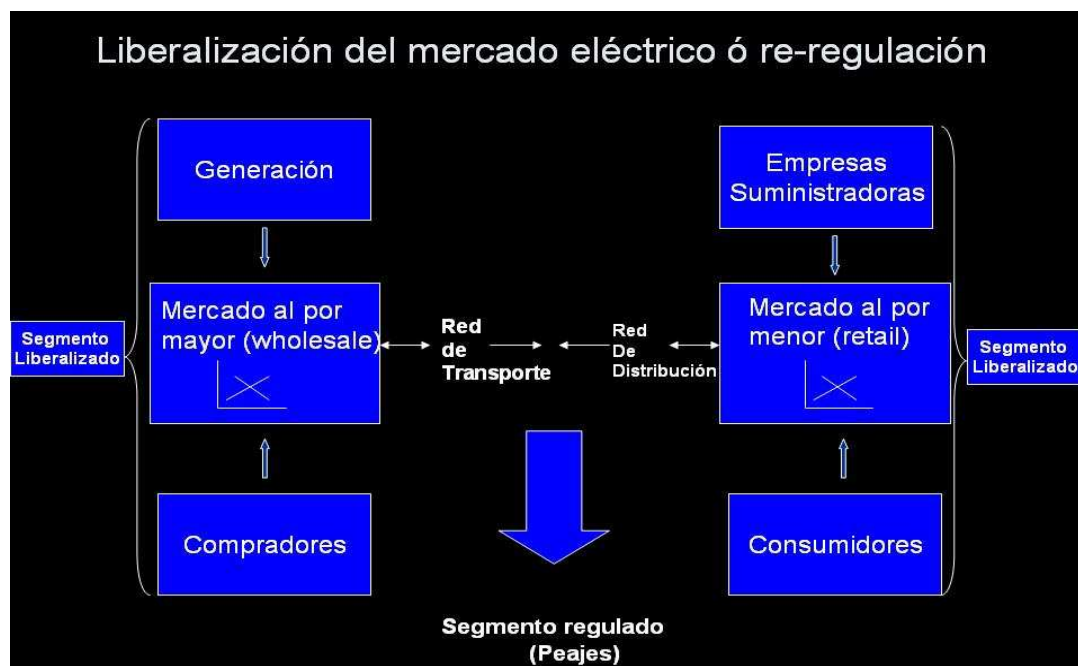 Liberalización del mercado eléctrico ó re-regulación
Generación
Empresas
Suministradoras
Segmento
Liberalizado
Mercado al por
mayor (wholesale)
Red
de
Transporte
Red
De
Distribución
Mercado al por
menor (retail)
Segmento
Liberalizado
Compradores
Consumidores
Segmento regulado
(Peajes)